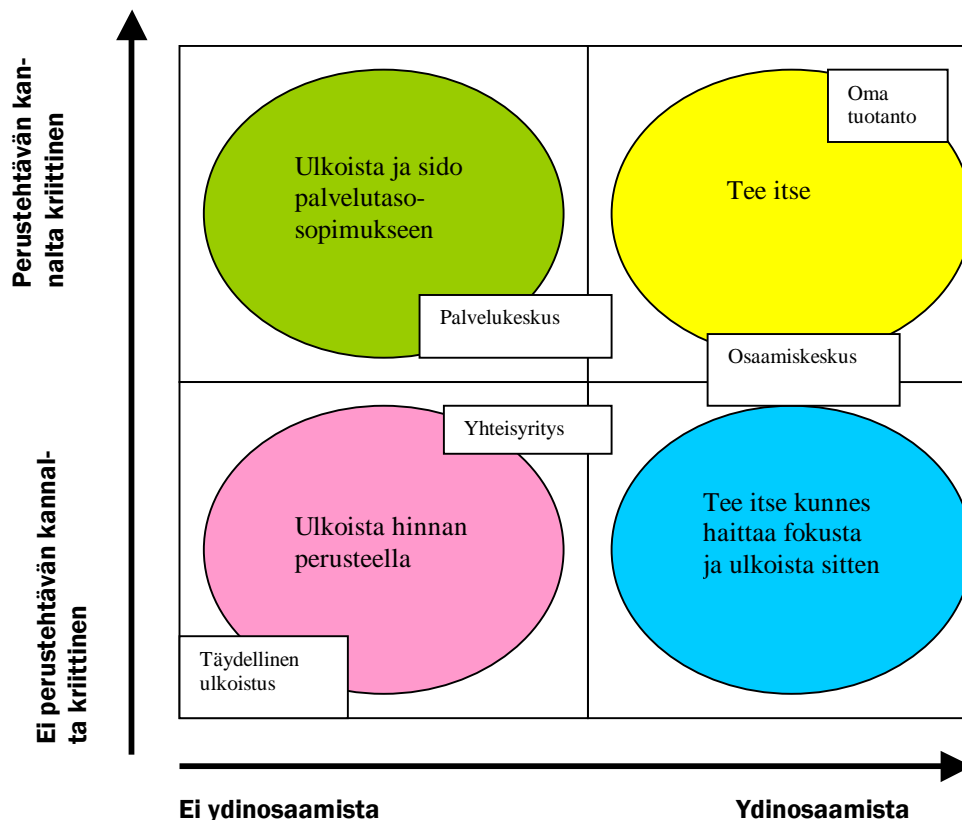 Perustehtävän kan-
nalta kriittinen
Oma
tuotanto
Ulkoista ja sido
palvelutaso-
sopimukseen
Tee itse
Palvelukeskus
Osaamiskeskus
Ei perustehtävän kannal-
ta kriittinen
Yhteisyritys
Ulkoista hinnan
perusteella
Tee itse kunnes
haittaa fokusta
ja ulkoista sitten
Täydellinen
ulkoistus
Ei ydinosaamista
Ydinosaamista